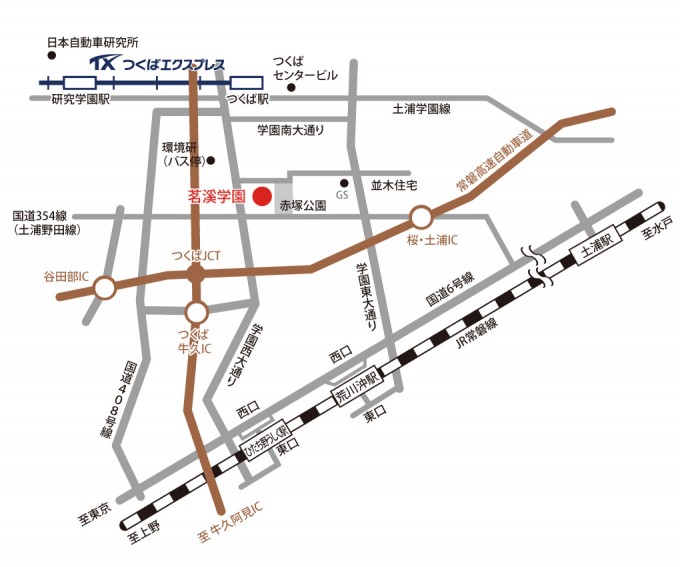 日本自動車研究所
TX つくばエクスプレス
つくば
センタービル
研究学園駅
つくば駅
土浦学園線
学園南大通り
環境研
（バス停）
常磐高速自動車道
茗溪学園
GS
並木住宅
赤塚公園
国道354線
（土浦野田線）
桜・土浦IC
至水戸
土浦駅
つくばJCT
谷田部IC
国道6号線
学園東大通り
つくば
牛久IC
学園西大通り
JR常磐線
西口
国道408号線
荒川沖駅
西口
東口
ひたち野うしく駅
東口
至東京
至上野
至 牛久阿見IC